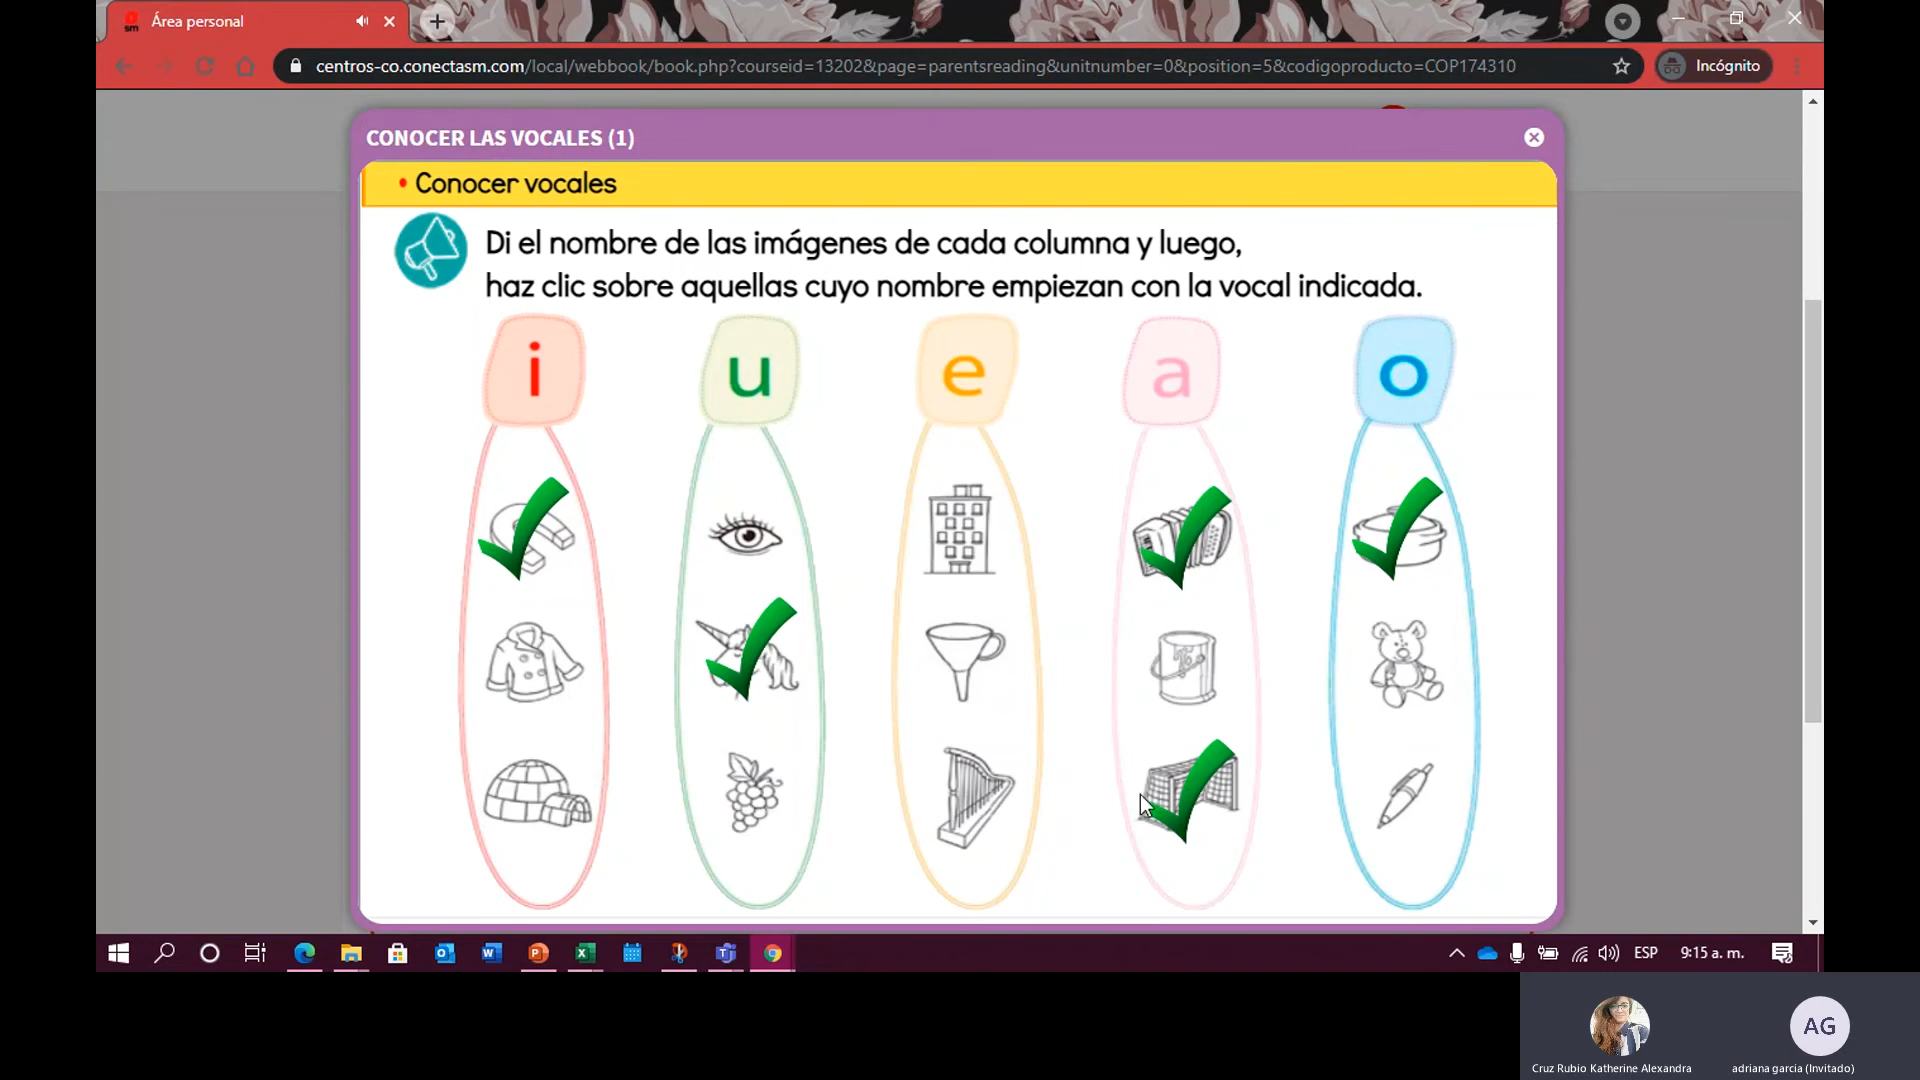 Área personal
centros-co.conectasm.com/local/webbook/book.php?courseid=13202&page=parentsreading&unitnumber=0&position=5&codigoproducto=COP174310
Incógnito
CONOCER LAS VOCALES (1)
• Conocer vocales
Di el nombre de las imágenes de cada columna y luego,
haz clic sobre aquellas cuyo nombre empiezan con la vocal indicada.
i u e a o
ESP 9:15 a. m.
AG
Cruz Rubio Katherine Alexandra adriana garcia (Invitado)